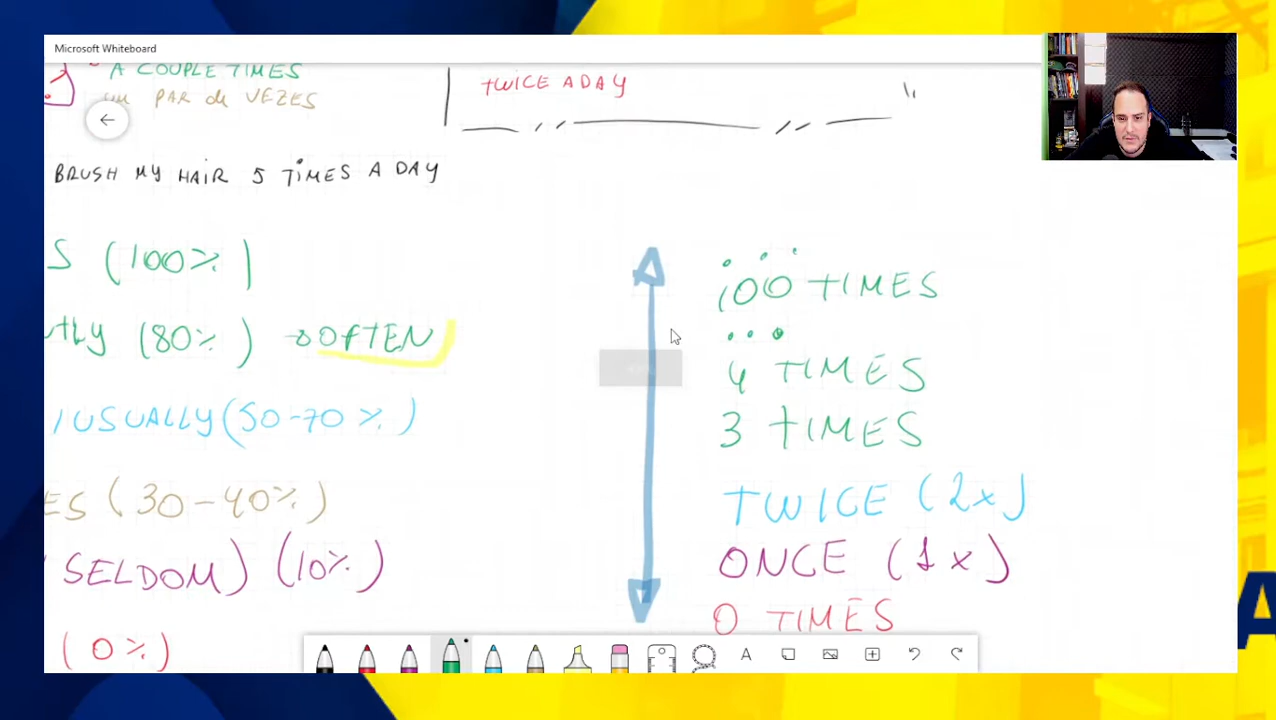 Microsoft Whiteboard
A COUPLE TIMES
um PAR de VEZES
TWICE A DAY
BRUSH MY HAIR 5 TIMES A DAY
S (100%)
tLy (80%) → OFTEN
/USUALLY (50-70%)
ES (30-40%)
SELDOM) (10%)
(0%)
100 TIMES
4 TIMES
3 TIMES
TWICE (2x)
ONCE (1x)
0 TIMES
A